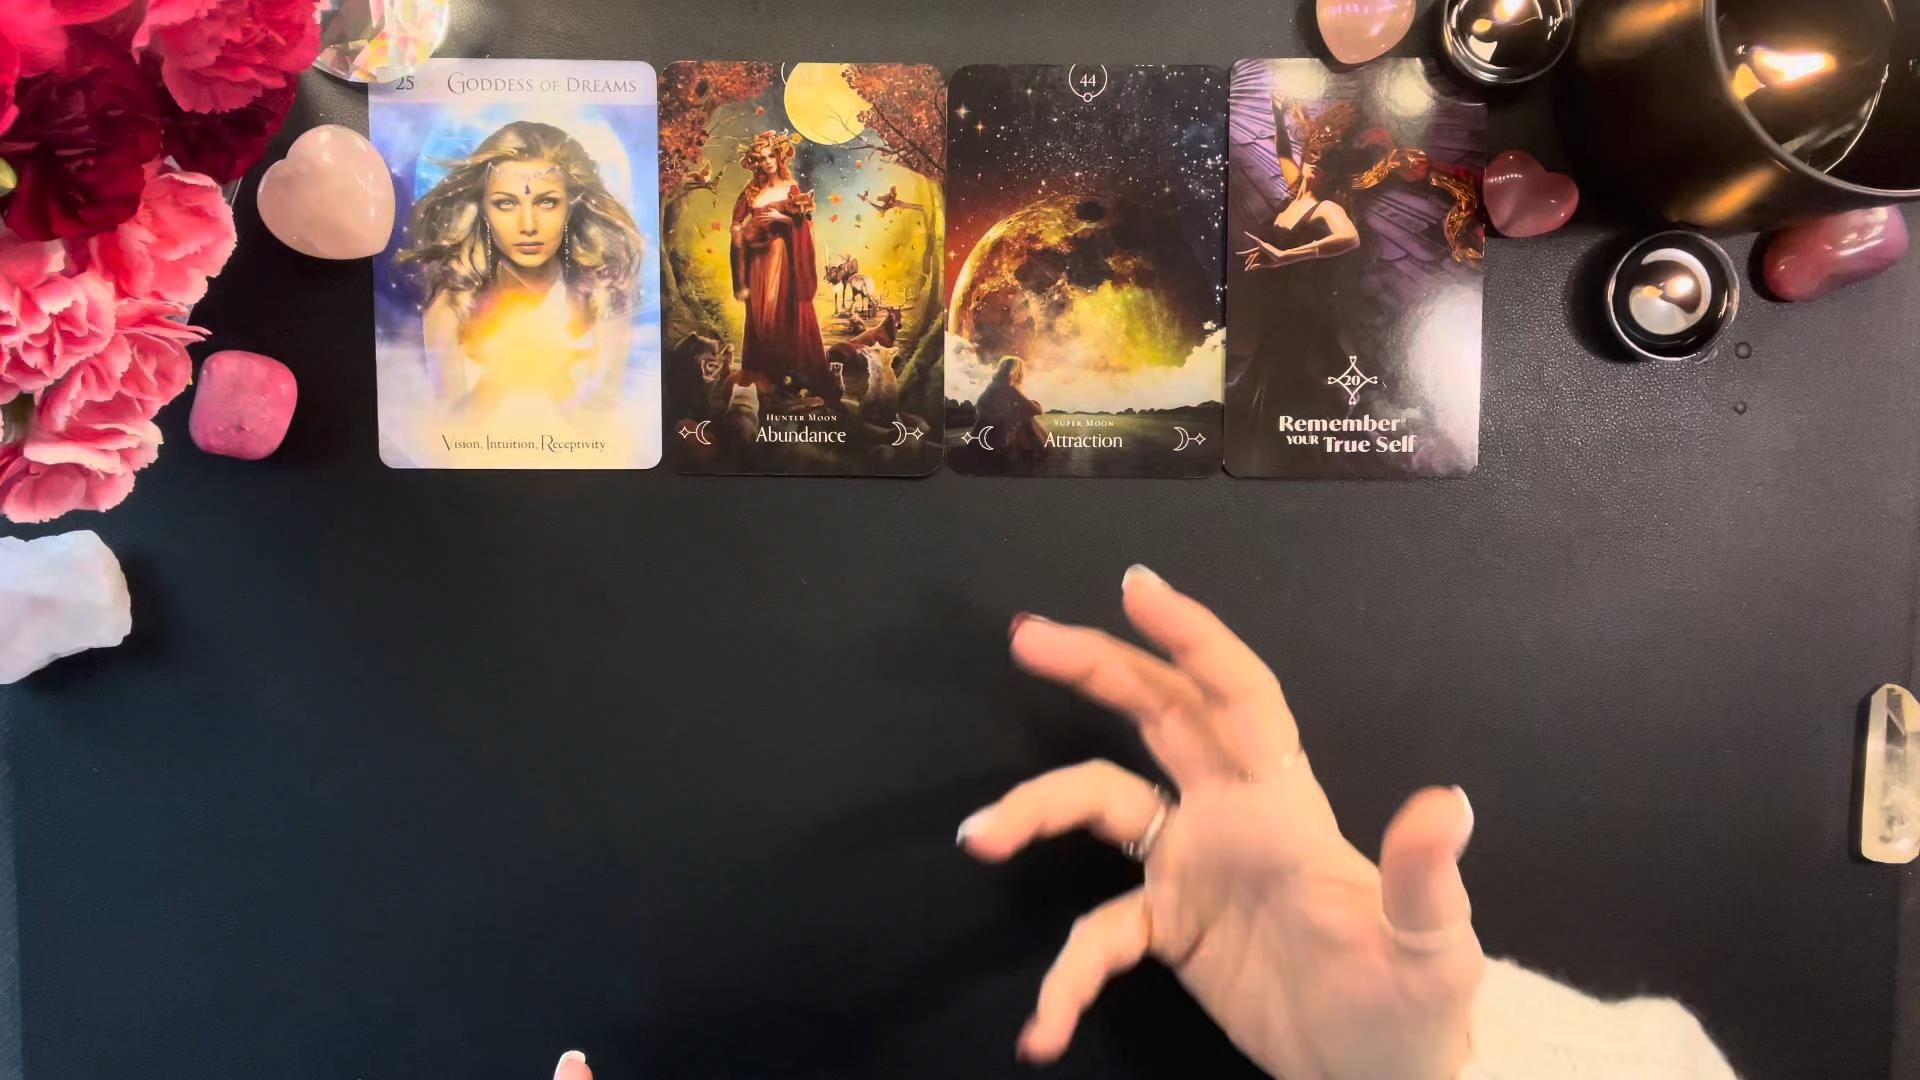 25 GODDESS OF DREAMS
Vision, Intuition, Receptivity
8
HUNTER MOON
Abundance
44
SUPER MOON
Attraction
20
Remember
YOUR True Self